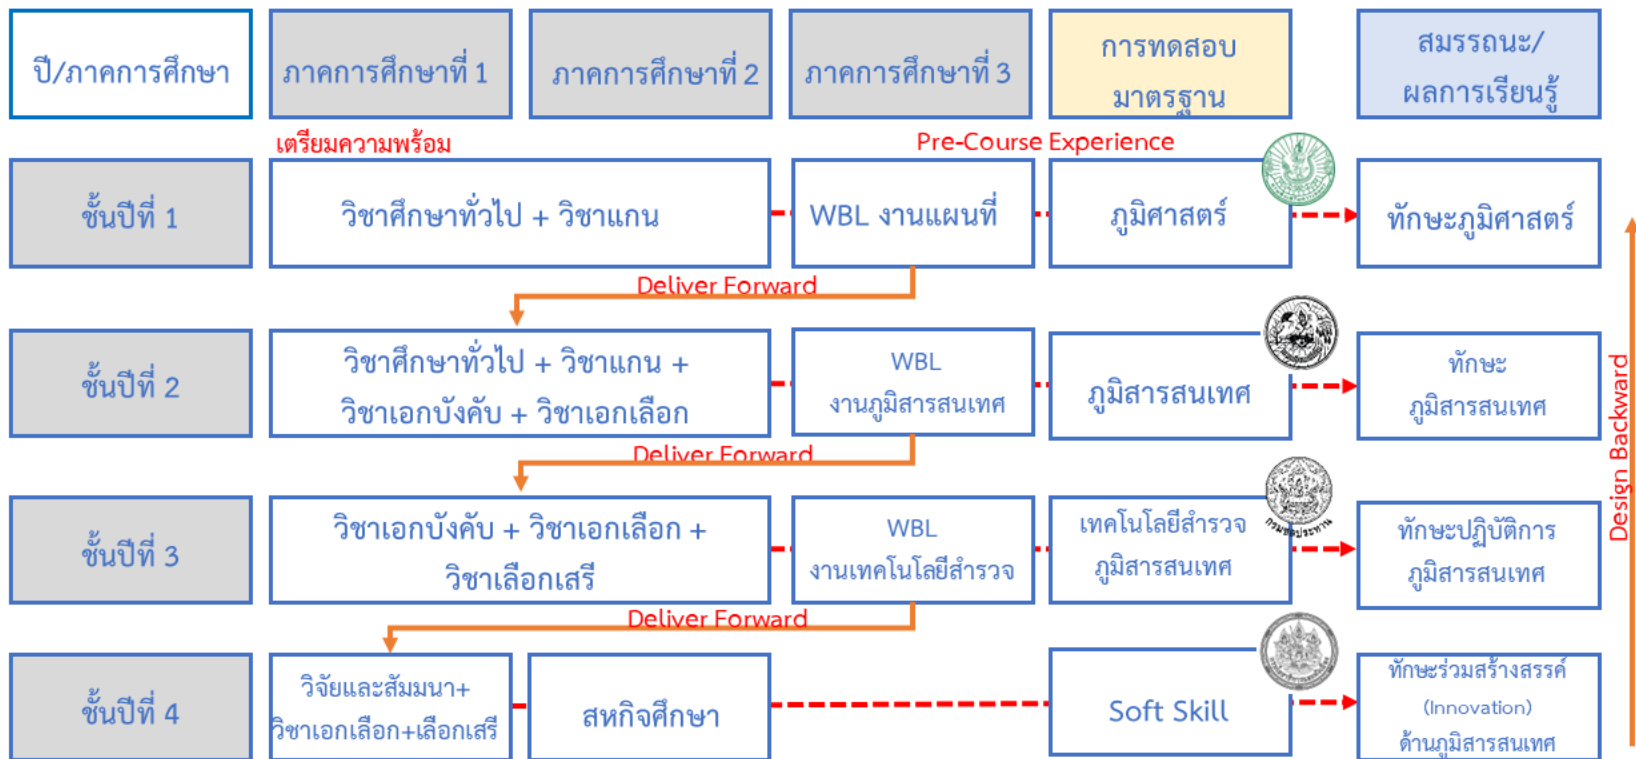 ปี/ภาคการศึกษา
ภาคการศึกษาที่ 1
ภาคการศึกษาที่ 2
ภาคการศึกษาที่ 3
การทดสอบ
มาตรฐาน
สมรรถนะ/
ผลการเรียนรู้
เตรียมความพร้อม
Pre-Course Experience
ชั้นปีที่ 1
วิชาศึกษาทั่วไป + วิชาแกน
WBL งานแผนที่
ภูมิศาสตร์
ทักษะภูมิศาสตร์
Deliver Forward
ชั้นปีที่ 2
วิชาศึกษาทั่วไป + วิชาแกน +
วิชาเอกบังคับ + วิชาเอกเลือก
WBL
งานภูมิสารสนเทศ
ภูมิสารสนเทศ
ทักษะ
ภูมิสารสนเทศ
Deliver Forward
ชั้นปีที่ 3
วิชาเอกบังคับ + วิชาเอกเลือก +
วิชาเลือกเสรี
WBL
งานเทคโนโลยีสำรวจ
เทคโนโลยีสำรวจ
ภูมิสารสนเทศ
กรมชลประทาน
ทักษะปฏิบัติการ
ภูมิสารสนเทศ
Deliver Forward
ชั้นปีที่ 4
วิจัยและสัมมนา+
วิชาเอกเลือก+เลือกเสรี
สหกิจศึกษา
Soft Skill
ทักษะร่วมสร้างสรรค์
(Innovation)
ด้านภูมิสารสนเทศ
Design Backward